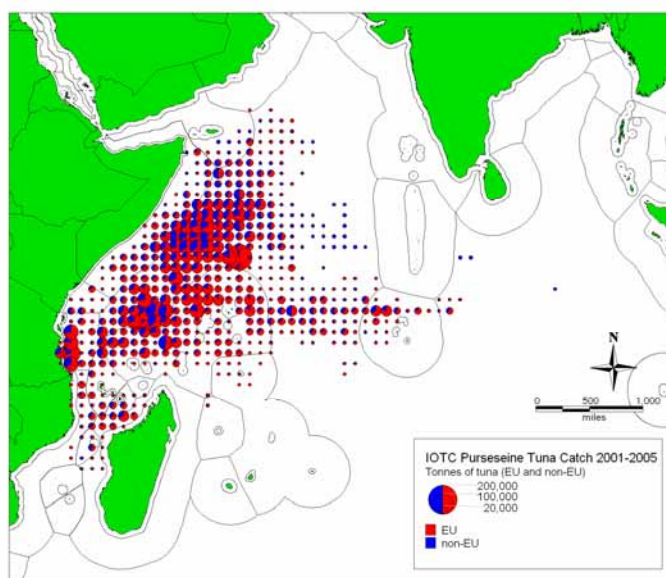 N
0 500 1,000
miles
IOTC Purseseine Tuna Catch 2001-2005
Tonnes of tuna (EU and non-EU)
200,000
100,000
20,000
EU
non-EU